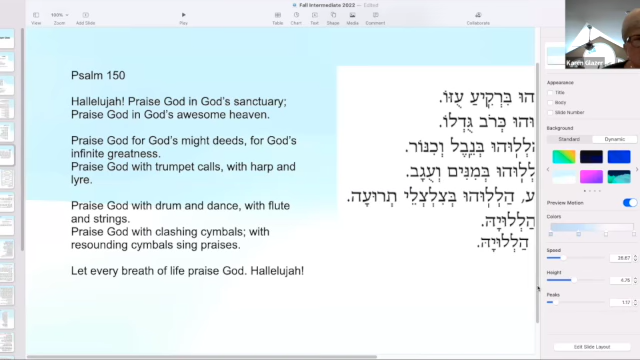 Fall Intermediate 2023 — Edited
View
Zoom
Add Slide
Play
Table
Chart
Text
Shape
Media
Comment
Collaborate
Psalm 150
Hallelujah! Praise God in God's sanctuary;
Praise God in God's awesome heaven.
Praise God for God's might deeds, for God's
infinite greatness.
Praise God with trumpet calls, with harp and
lyre.
Praise God with drum and dance, with flute
and strings.
Praise God with clashing cymbals; with
resounding cymbals sing praises.
Let every breath of life praise God. Hallelujah!
בִּרְקִיעַ עֻזּוֹ.
כְּרֹב גֻּדְלוֹ.
בְּנֵבֶל וְכִנּוֹר.
בְּמִנִּים וְעֻגָב.
הַלְלוּהוּ בְּצִלְצְלֵי תְרוּעָה.
הַלְלוּיָהּ.
הַלְלוּיָהּ.
Appearance
Title
Body
Slide Number
Background
Standard
Dynamic
Preview Motion
Colors
Speed
Height
Peaks
Edit Slide Layout